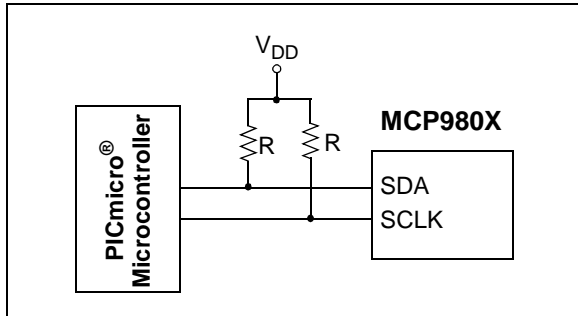 VDD
R
R
MCP980X
PICmicro®
Microcontroller
SDA
SCLK